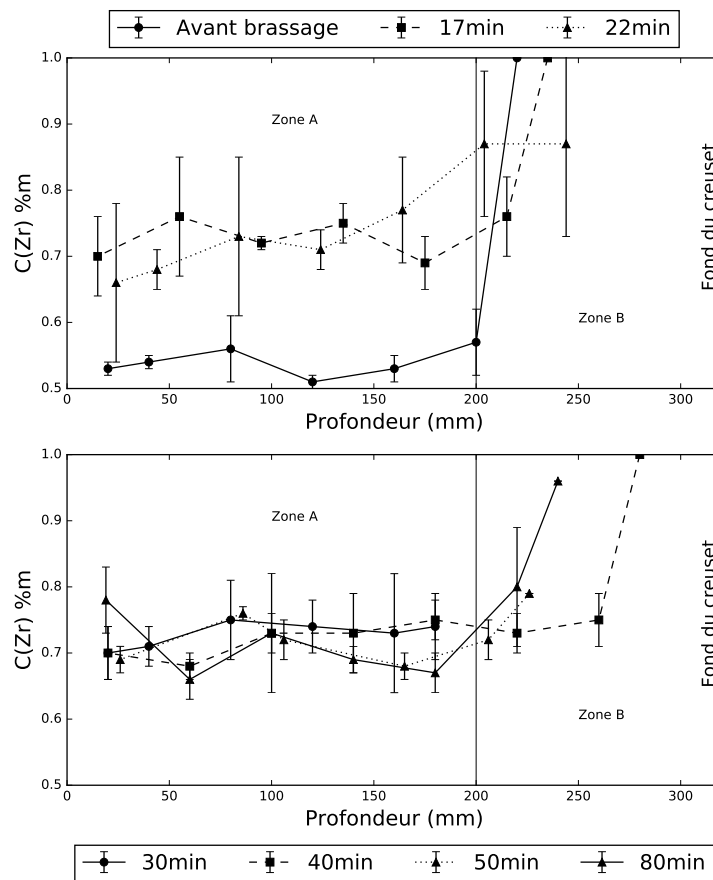 Avant brassage 17min 22min
1.0
0.9
0.8
0.7
0.6
0.5
C(Zr) %m
Zone A
Zone B
Fond du creuset
0 50 100 150 200 250 300
Profondeur (mm)
1.0
0.9
0.8
0.7
0.6
0.5
C(Zr) %m
Zone A
Zone B
Fond du creuset
0 50 100 150 200 250 300
Profondeur (mm)
30min 40min 50min 80min